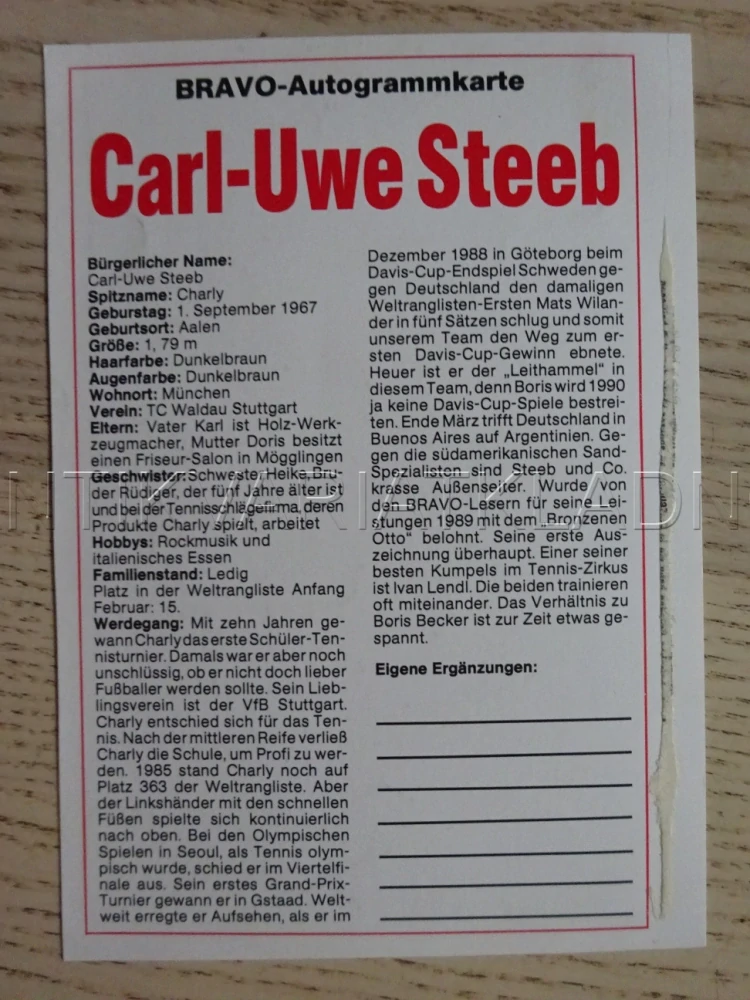 BRAVO-Autogrammkarte
Carl-Uwe Steeb
Bürgerlicher Name:
Carl-Uwe Steeb
Spitzname: Charly
Geburstag: 1. September 1967
Geburtsort: Aalen
Größe: 1, 79 m
Haarfarbe: Dunkelbraun
Augenfarbe: Dunkelbraun
Wohnort: München
Verein: TC Waldau Stuttgart
Eltern: Vater Karl ist Holz-Werk-
zeugmacher, Mutter Doris besitzt
einen Friseur-Salon in Mögglingen
Geschwister: Schwester Heike, Bru-
der Rüdiger, der fünf Jahre älter ist
und bei der Tennisschlägefirma, deren
Produkte Charly spielt, arbeitet
Hobbys: Rockmusik und
italienisches Essen
Familienstand: Ledig
Platz in der Weltrangliste Anfang
Februar: 15.
Werdegang: Mit zehn Jahren ge-
wann Charly das erste Schüler-Ten-
nisturnier. Damals war er aber noch
unschlüssig, ob er nicht doch lieber
Fußballer werden sollte. Sein Lieb-
lingsverein ist der VfB Stuttgart.
Charly entschied sich für das Ten-
nis. Nach der mittleren Reife verließ
Charly die Schule, um Profi zu wer-
den. 1985 stand Charly noch auf
Platz 363 der Weltrangliste. Aber
der Linkshänder mit den schnellen
Füßen spielte sich kontinuierlich
nach oben. Bei den Olympischen
Spielen in Seoul, als Tennis olym-
pisch wurde, schied er im Viertelfi-
nale aus. Sein erstes Grand-Prix-
Turnier gewann er in Gstaad. Welt-
weit erregte er Aufsehen, als er im
Dezember 1988 in Göteborg beim
Davis-Cup-Endspiel Schweden ge-
gen Deutschland den damaligen
Weltranglisten-Ersten Mats Wilan-
der in fünf Sätzen schlug und somit
unserem Team den Weg zum er-
sten Davis-Cup-Gewinn ebnete.
Heuer ist er der „Leithammel" in
diesem Team, denn Boris wird 1990
ja keine Davis-Cup-Spiele bestrei-
ten. Ende März trifft Deutschland in
Buenos Aires auf Argentinien. Ge-
gen die südamerikanischen Sand-
Spezialisten sind Steeb und Co.
krasse Außenseiter. Wurde von
den BRAVO-Lesern für seine Lei-
stungen 1989 mit dem „Bronzenen
Otto" belohnt. Seine erste Aus-
zeichnung überhaupt. Einer seiner
besten Kumpels im Tennis-Zirkus
ist Ivan Lendl. Die beiden trainieren
oft miteinander. Das Verhältnis zu
Boris Becker ist zur Zeit etwas ge-
spannt.
Eigene Ergänzungen: